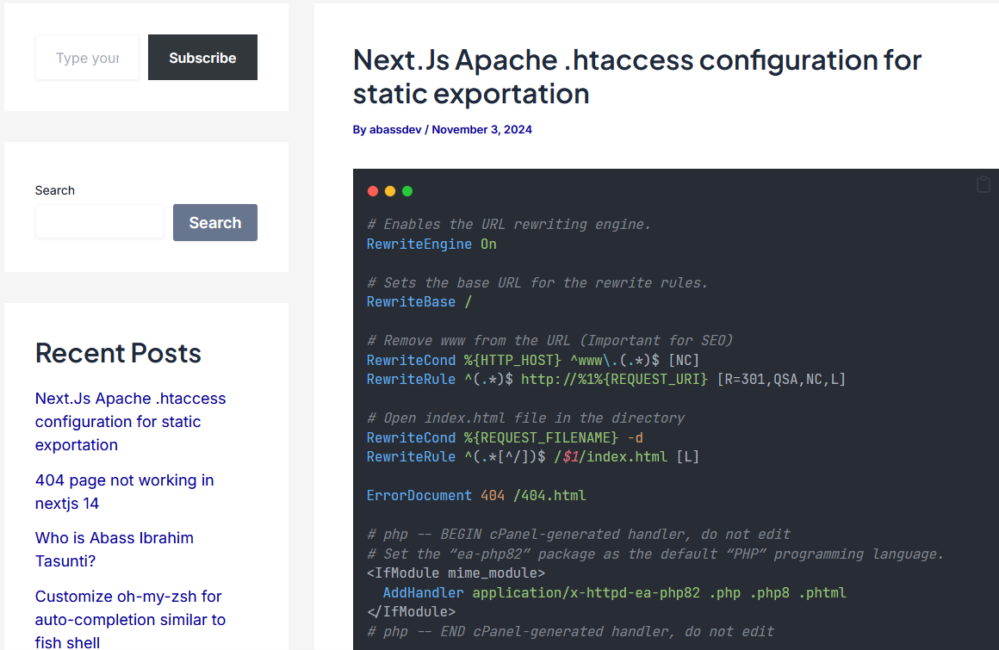 Type your
Subscribe
Search
Search
Recent Posts
Next.Js Apache .htaccess
configuration for static
exportation
404 page not working in
nextjs 14
Who is Abass Ibrahim
Tasunti?
Customize oh-my-zsh for
auto-completion similar to
fish shell
Next.Js Apache .htaccess configuration for
static exportation
By abassdev / November 3, 2024
# Enables the URL rewriting engine.
RewriteEngine On
# Sets the base URL for the rewrite rules.
RewriteBase /
# Remove www from the URL (Important for SEO)
RewriteCond %{HTTP_HOST} ^www\.(.*)$ [NC]
RewriteRule ^(.*)$ http://%1%{REQUEST_URI} [R=301,QSA,NC,L]
# Open index.html file in the directory
RewriteCond %{REQUEST_FILENAME} -d
RewriteRule ^(.*[^/])$ /$1/index.html [L]
ErrorDocument 404 /404.html
# php -- BEGIN cPanel-generated handler, do not edit
# Set the “ea-php82” package as the default “PHP” programming language.
<IfModule mime_module>
  AddHandler application/x-httpd-ea-php82 .php .php8 .phtml
</IfModule>
# php -- END cPanel-generated handler, do not edit